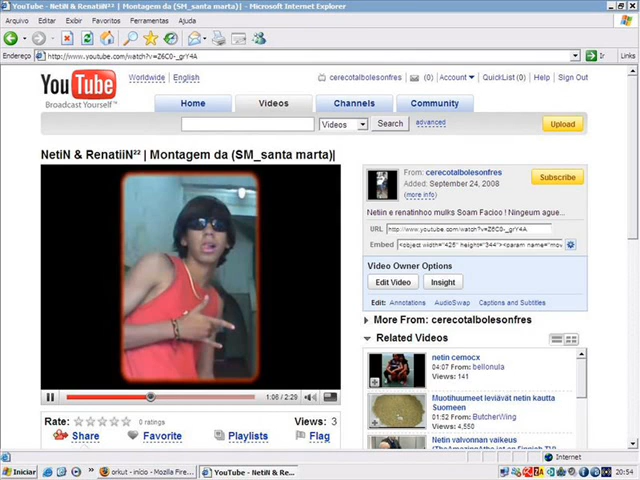 YouTube - NetiN & RenatiiN²² | Montagem da (SM_santa marta)| - Microsoft Internet Explorer
Arquivo Editar Exibir Favoritos Ferramentas Ajuda
Endereço http://www.youtube.com/watch?v=Z6C0-_grY4A Ir Links
YouTube Worldwide English cerecotalbolesonfres (0) Account QuickList (0) Help Sign Out
Broadcast Yourself™
Home Videos Channels Community
Videos Search advanced Upload
NetiN & RenatiiN²² | Montagem da (SM_santa marta)|
From: cerecotalbolesonfres
Added: September 24, 2008
(more info)
Subscribe
Netiin e renatinhoo mulks Soam Facioo ! Ningeum ague...
URL http://www.youtube.com/watch?v=Z6C0-_grY4A
Embed <object width="425" height="344"><param name="mov
Video Owner Options
Edit Video Insight
Edit: Annotations AudioSwap Captions and Subtitles
More From: cerecotalbolesonfres
Related Videos
netin cernocx
04:07 From: bellonula
Views: 141
Muotihuumeet leviävät netin kautta
Suomeen
01:52 From: ButcherWing
Views: 4,550
Netin valvonnan vaikeus
1:06 / 2:29
Rate: 0 ratings Views: 3
Share Favorite Playlists Flag
Internet
Iniciar orkut - início - Mozilla Fire... YouTube - NetiN & Re... 20:54